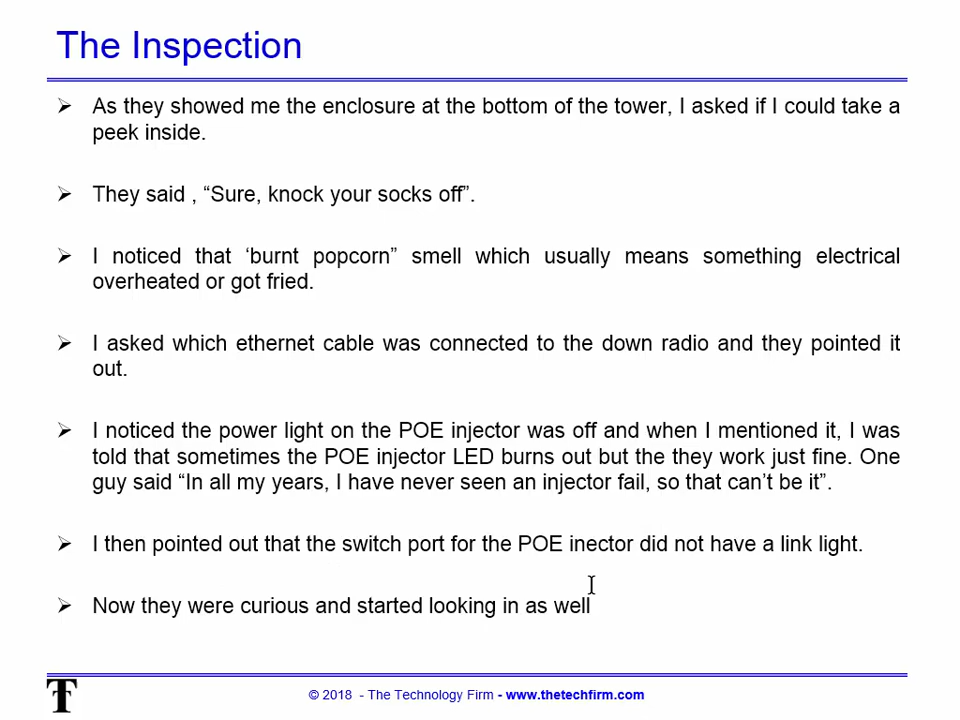 The Inspection
As they showed me the enclosure at the bottom of the tower, I asked if I could take a
peek inside.
They said , “Sure, knock your socks off”.
I noticed that ‘burnt popcorn” smell which usually means something electrical
overheated or got fried.
I asked which ethernet cable was connected to the down radio and they pointed it
out.
I noticed the power light on the POE injector was off and when I mentioned it, I was
told that sometimes the POE injector LED burns out but the they work just fine. One
guy said “In all my years, I have never seen an injector fail, so that can’t be it”.
I then pointed out that the switch port for the POE inector did not have a link light.
Now they were curious and started looking in as well
© 2018 - The Technology Firm - www.thetechfirm.com